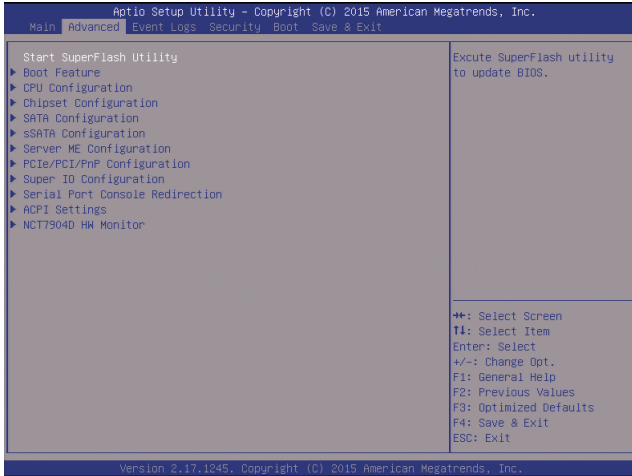 Aptio Setup Utility – Copyright (C) 2015 American Megatrends, Inc.
Main Advanced Event Logs Security Boot Save & Exit
Start SuperFlash Utility
Boot Feature
CPU Configuration
Chipset Configuration
SATA Configuration
sSATA Configuration
Server ME Configuration
PCIe/PCI/PnP Configuration
Super IO Configuration
Serial Port Console Redirection
ACPI Settings
NCT7904D HW Monitor
Excute SuperFlash utility
to update BIOS.
→←: Select Screen
↑↓: Select Item
Enter: Select
+/-: Change Opt.
F1: General Help
F2: Previous Values
F3: Optimized Defaults
F4: Save & Exit
ESC: Exit
Version 2.17.1245. Copyright (C) 2015 American Megatrends, Inc.